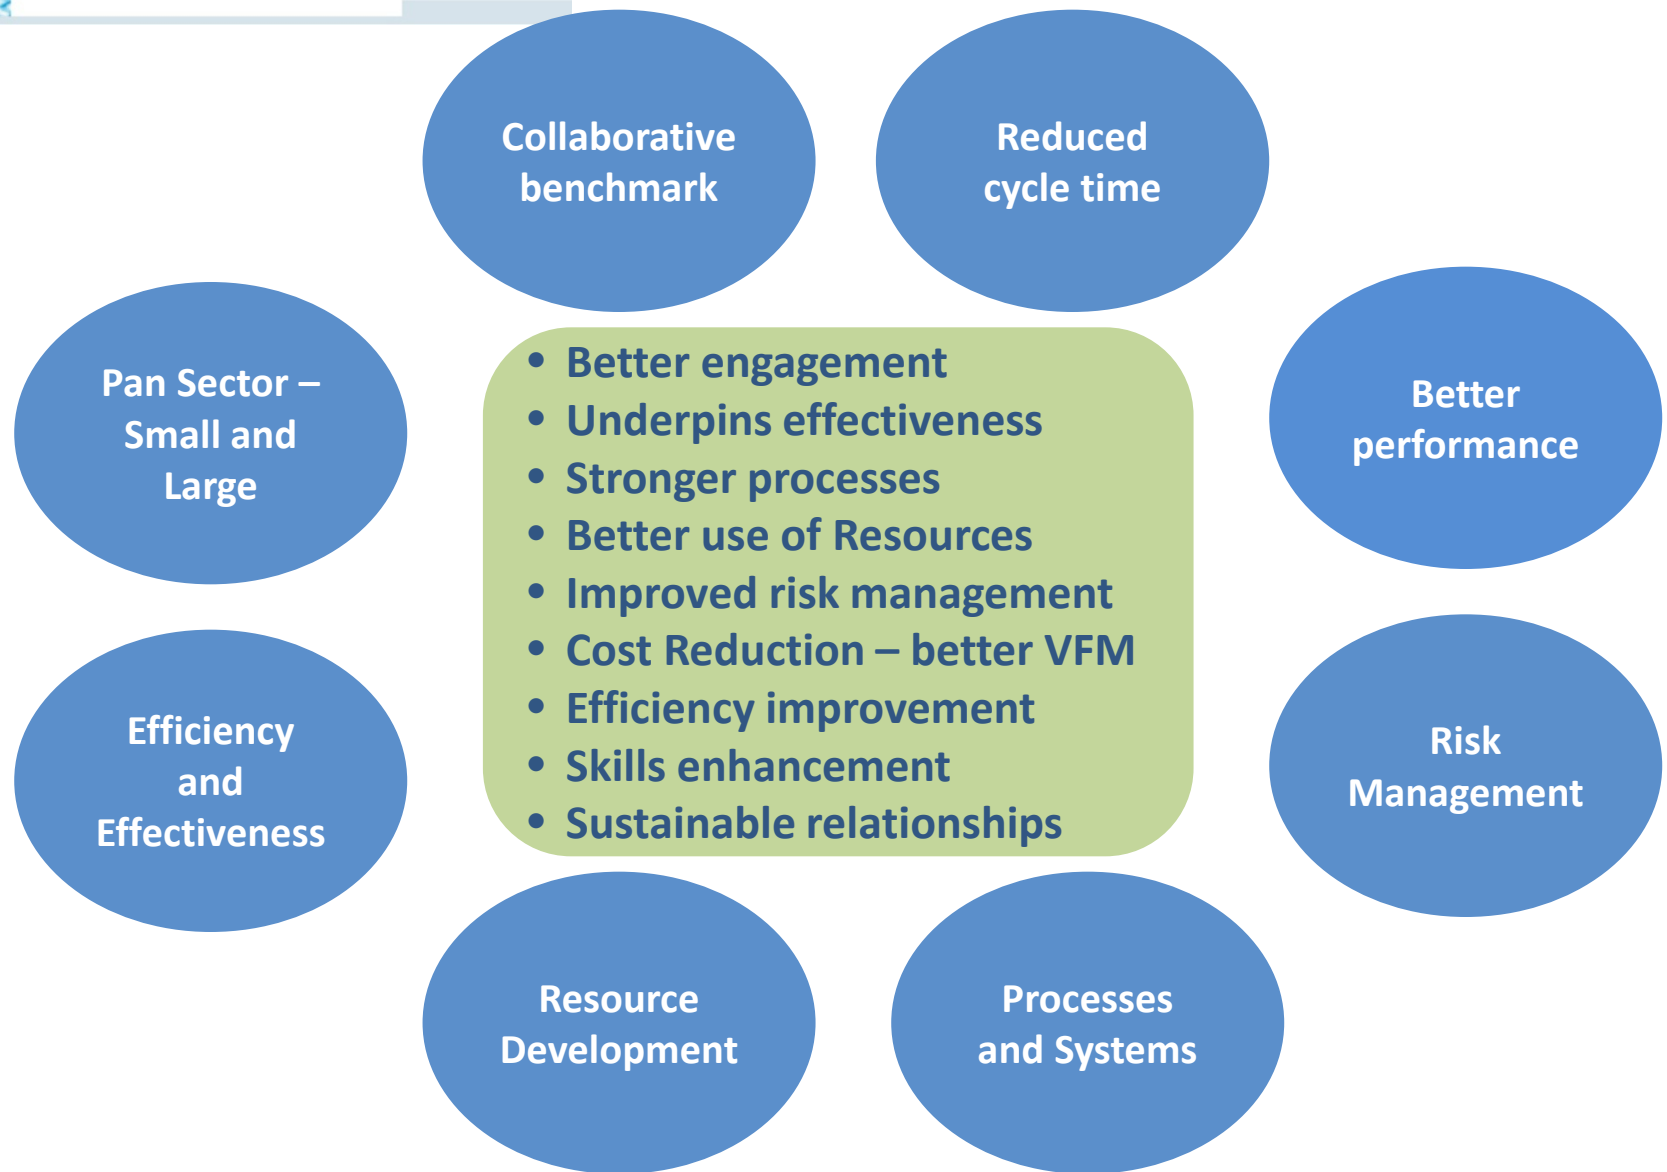 Collaborative
benchmark
Reduced
cycle time
Pan Sector –
Small and
Large
• Better engagement
• Underpins effectiveness
• Stronger processes
• Better use of Resources
• Improved risk management
• Cost Reduction – better VFM
• Efficiency improvement
• Skills enhancement
• Sustainable relationships
Better
performance
Efficiency
and
Effectiveness
Risk
Management
Resource
Development
Processes
and Systems